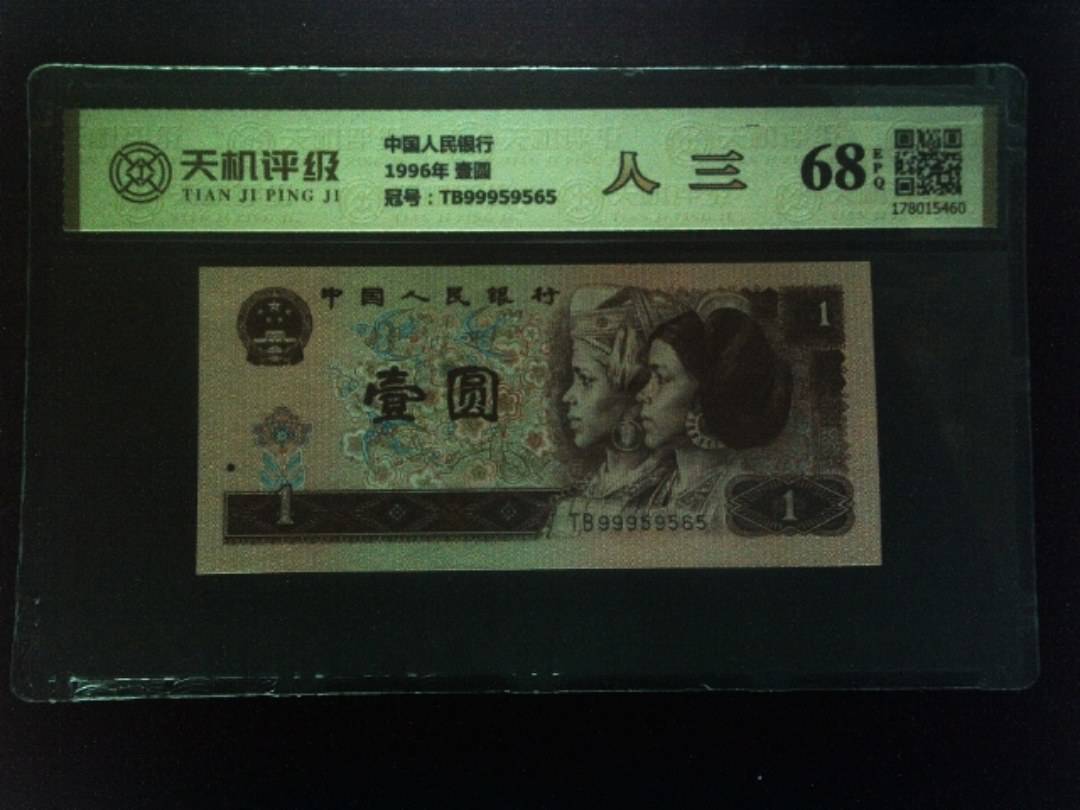 天机评级
TIAN JI PING JI
中国人民银行
1996年 壹圆
冠号：TB99959565
人 三
68
EPQ
178015460
中国人民银行
1
壹圆
1
TB99959565
1